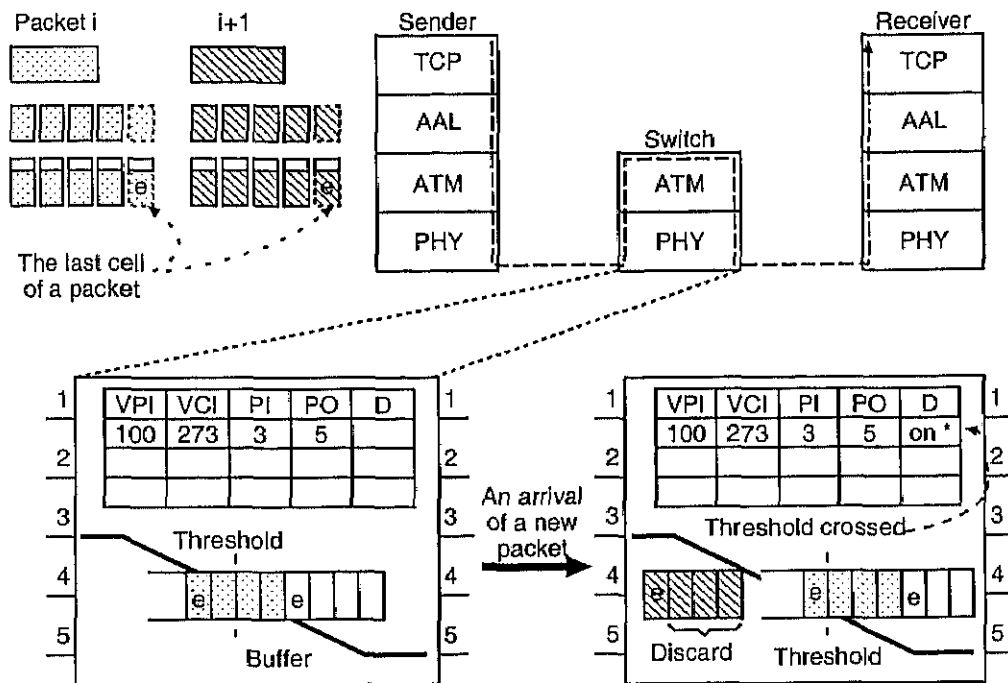 Packet i
i+1
e
e
The last cell
of a packet
Sender
TCP
AAL
ATM
PHY
Switch
ATM
PHY
Receiver
TCP
AAL
ATM
PHY
1
2
3
4
5
VPI VCI PI PO D
100 273 3 5
Threshold
e e
Buffer
1
2
3
4
5
An arrival
of a new
packet
1
2
3
4
5
VPI VCI PI PO D
100 273 3 5 on *
Threshold crossed
e e e
Discard
Threshold
1
2
3
4
5